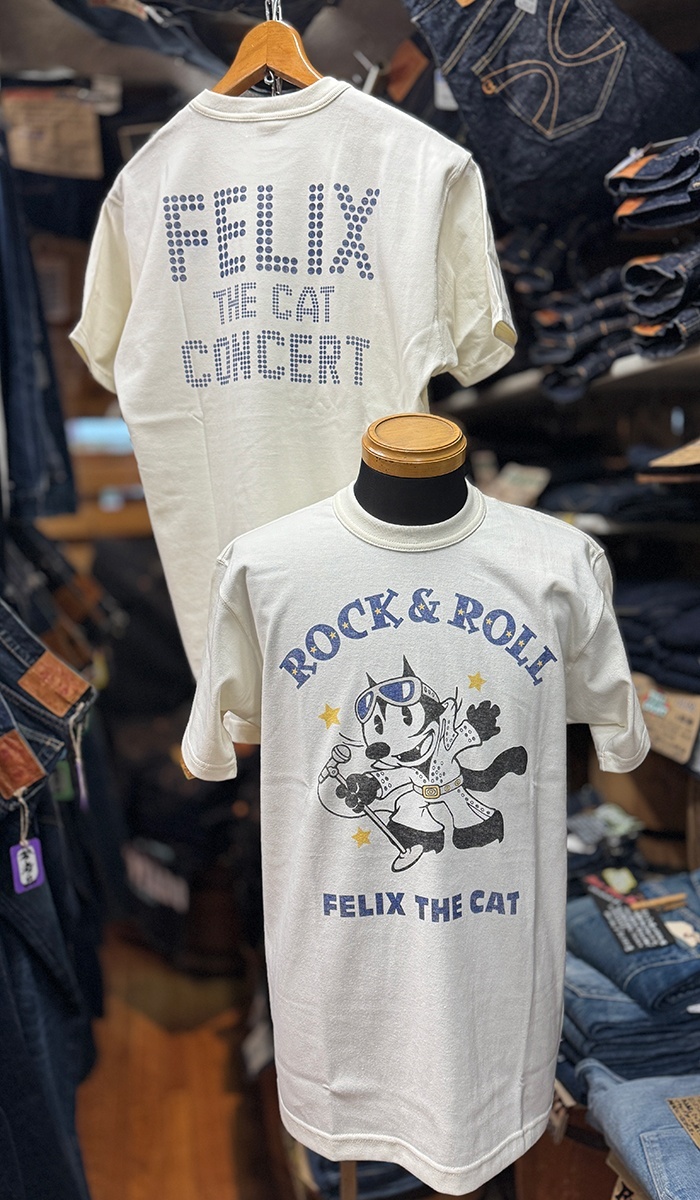 FELIX
THE CAT
CONCERT
ROCK & ROLL
FELIX THE CAT